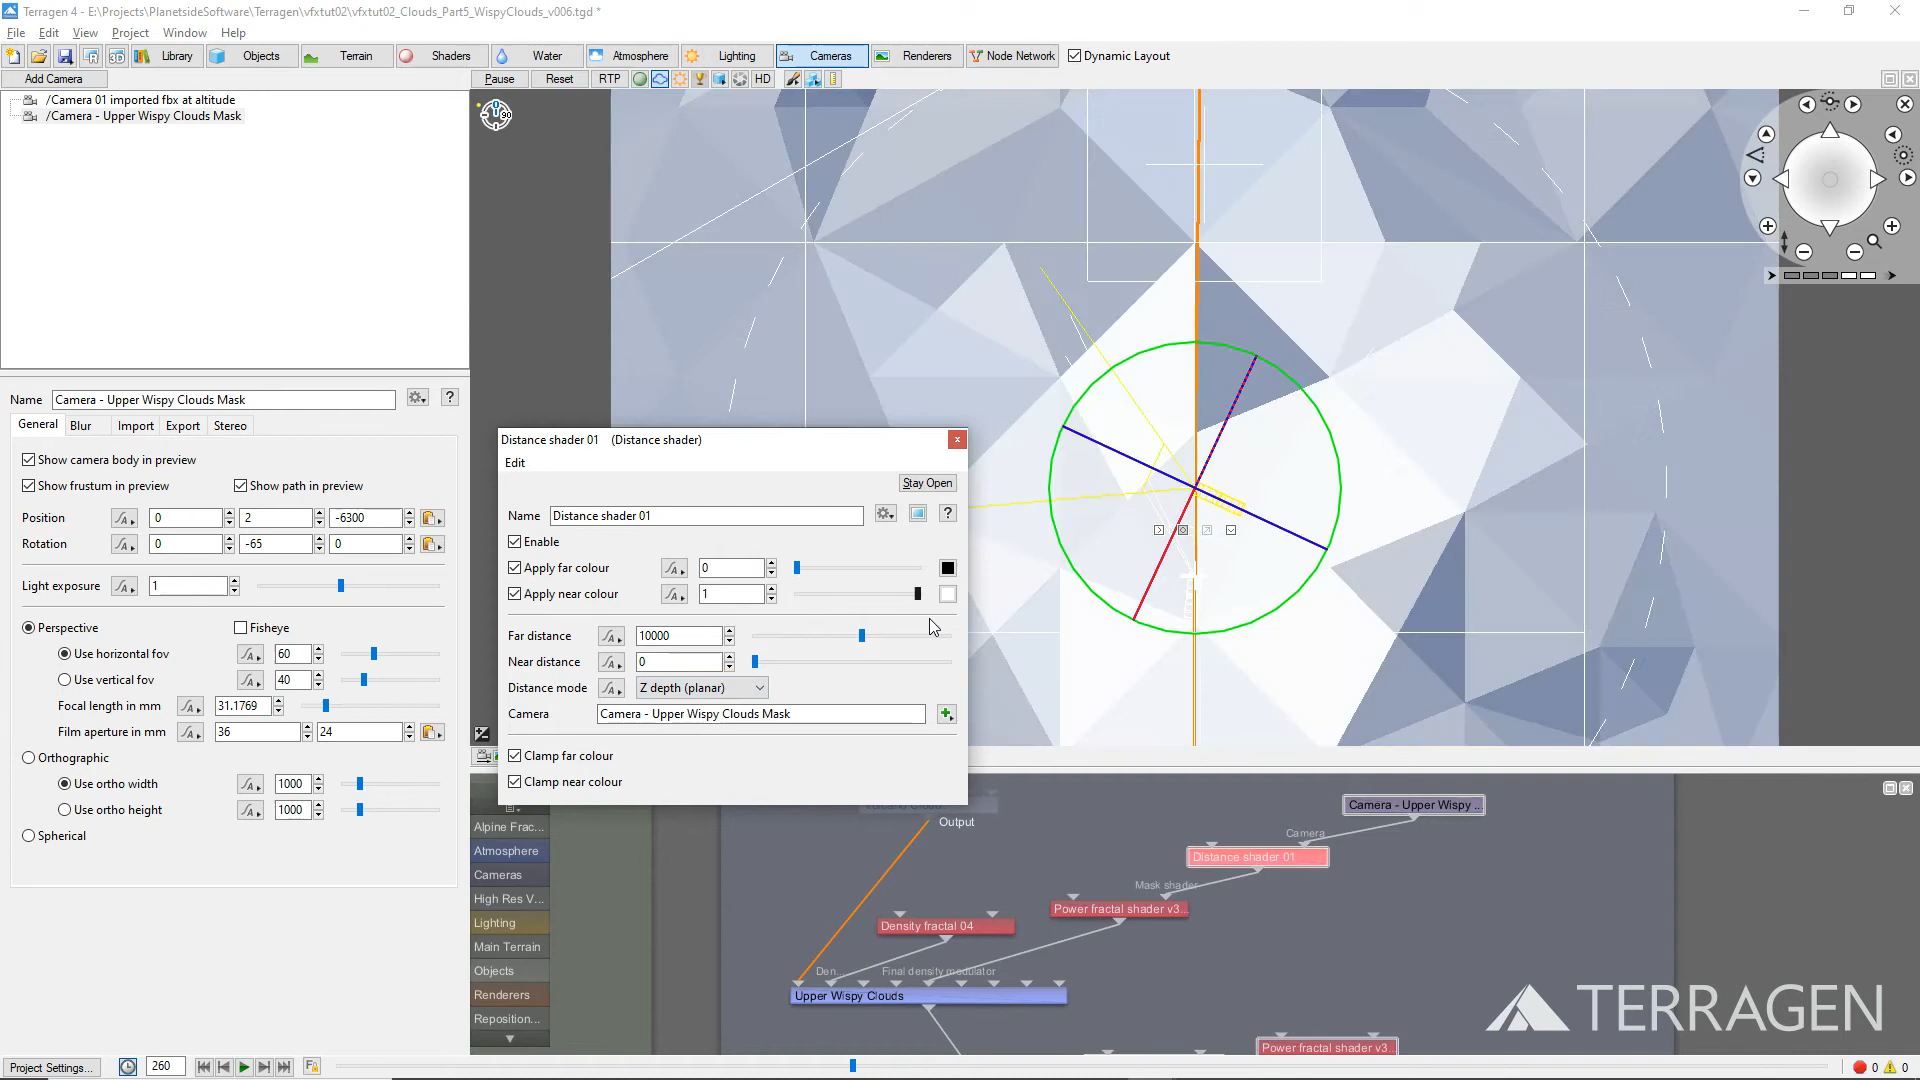 Terragen 4 - E:\Projects\PlanetsideSoftware\Terragen\vfxtut02\vfxtut02_Clouds_Part5_WispyClouds_v006.tgd *
File Edit View Project Window Help
Library Objects Terrain Shaders Water Atmosphere Lighting Cameras Renderers Node Network Dynamic Layout
Add Camera
Pause Reset RTP HD
/Camera 01 imported fbx at altitude
/Camera - Upper Wispy Clouds Mask
Name Camera - Upper Wispy Clouds Mask ?
General Blur Import Export Stereo
Show camera body in preview
Show frustum in preview Show path in preview
Position 0 2 -6300
Rotation 0 -65 0
Light exposure 1
Perspective Fisheye
Use horizontal fov 60
Use vertical fov 40
Focal length in mm 31.1769
Film aperture in mm 36 24
Orthographic
Use ortho width 1000
Use ortho height 1000
Spherical
Distance shader 01 (Distance shader)
Edit
Stay Open
Name Distance shader 01 ?
Enable
Apply far colour 0
Apply near colour 1
Far distance 10000
Near distance 0
Distance mode Z depth (planar)
Camera Camera - Upper Wispy Clouds Mask
Clamp far colour
Clamp near colour
Alpine Frac...
Atmosphere
Cameras
High Res V...
Lighting
Main Terrain
Objects
Renderers
Reposition...
Output
Camera - Upper Wispy ...
Camera
Distance shader 01
Mask shader
Power fractal shader v3...
Density fractal 04
Den... Final density modulator
Upper Wispy Clouds
Power fractal shader v3...
TERRAGEN
Project Settings... 260 0 0